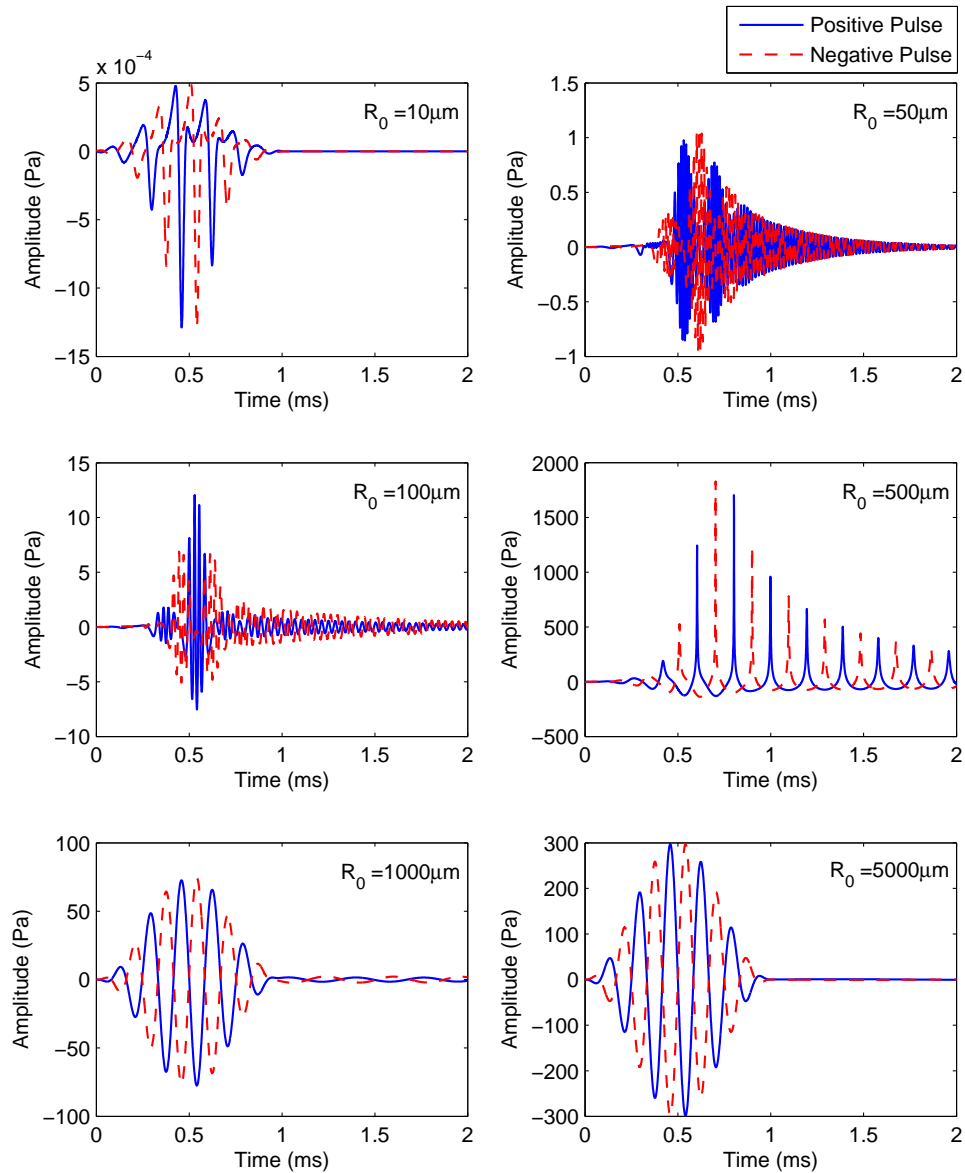 Positive Pulse
Negative Pulse
x 10⁻⁴
R₀ =10μm
5
0
−5
−10
−15
Amplitude (Pa)
0 0.5 1 1.5 2
Time (ms)
R₀ =50μm
1.5
1
0.5
0
−0.5
−1
Amplitude (Pa)
0 0.5 1 1.5 2
Time (ms)
R₀ =100μm
15
10
5
0
−5
−10
Amplitude (Pa)
0 0.5 1 1.5 2
Time (ms)
R₀ =500μm
2000
1500
1000
500
0
−500
Amplitude (Pa)
0 0.5 1 1.5 2
Time (ms)
R₀ =1000μm
100
50
0
−50
−100
Amplitude (Pa)
0 0.5 1 1.5 2
Time (ms)
R₀ =5000μm
300
200
100
0
−100
−200
−300
Amplitude (Pa)
0 0.5 1 1.5 2
Time (ms)